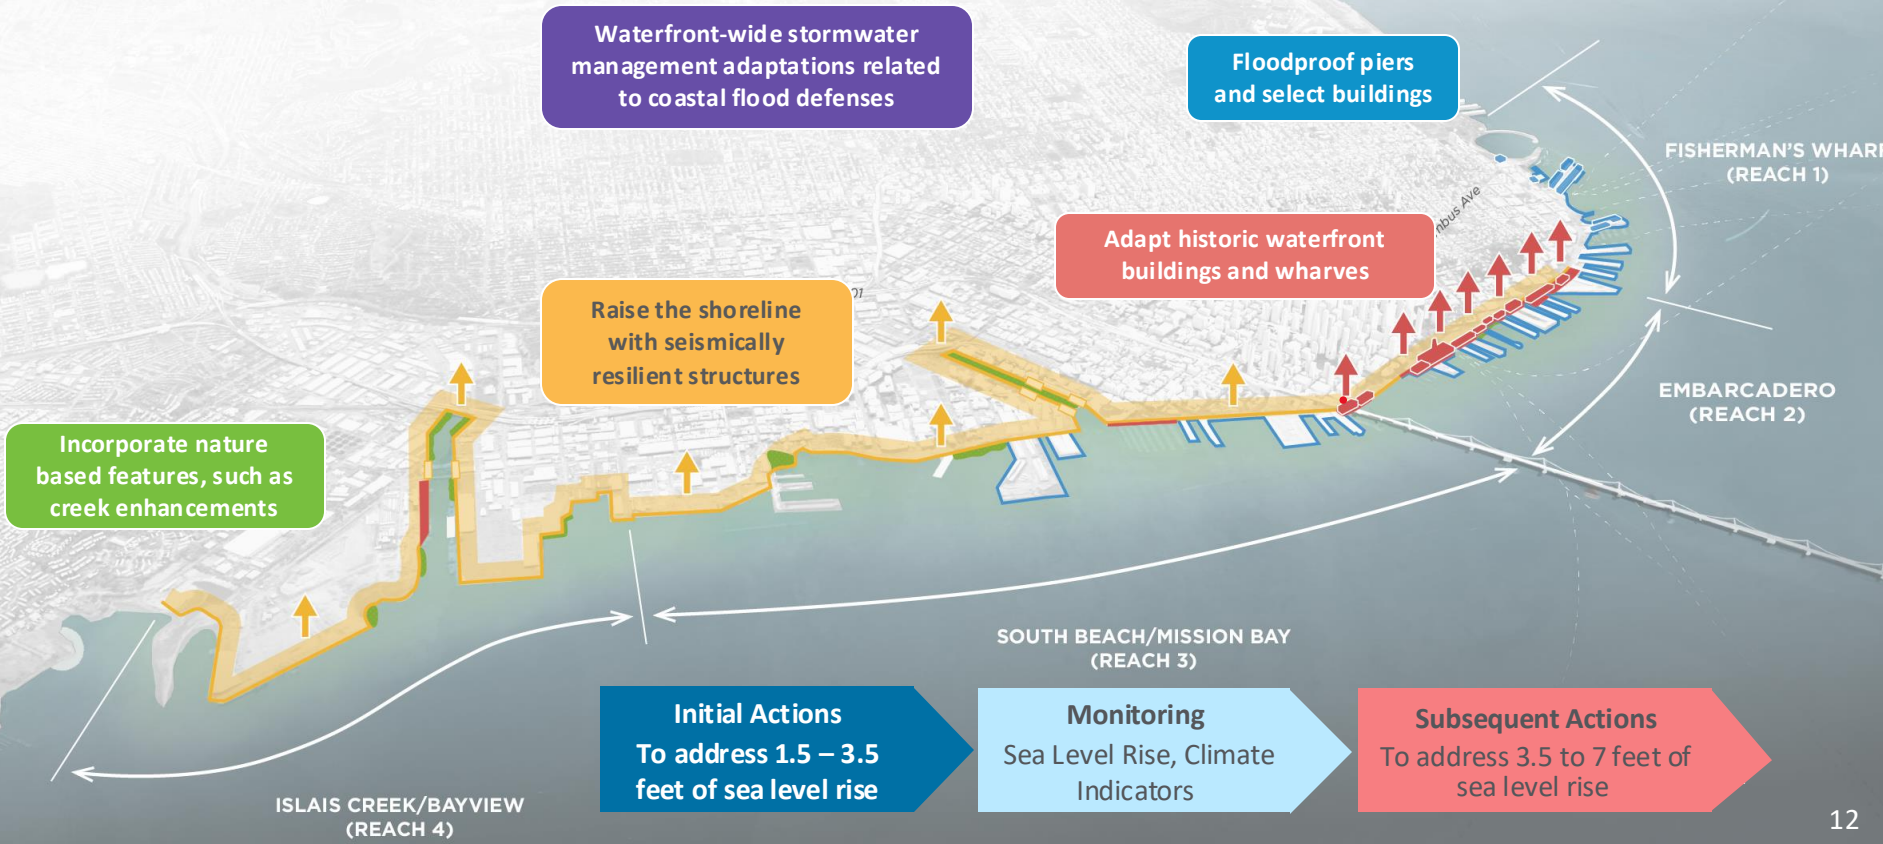 Waterfront-wide stormwater
management adaptations related
to coastal flood defenses
Floodproof piers
and select buildings
FISHERMAN'S WHARF
(REACH 1)
Ave
Adapt historic waterfront
buildings and wharves
Raise the shoreline
with seismically
resilient structures
EMBARCADERO
(REACH 2)
Incorporate nature
based features, such as
creek enhancements
SOUTH BEACH/MISSION BAY
(REACH 3)
Initial Actions
To address 1.5 – 3.5
feet of sea level rise
Monitoring
Sea Level Rise, Climate
Indicators
Subsequent Actions
To address 3.5 to 7 feet of
sea level rise
ISLAIS CREEK/BAYVIEW
(REACH 4)
12